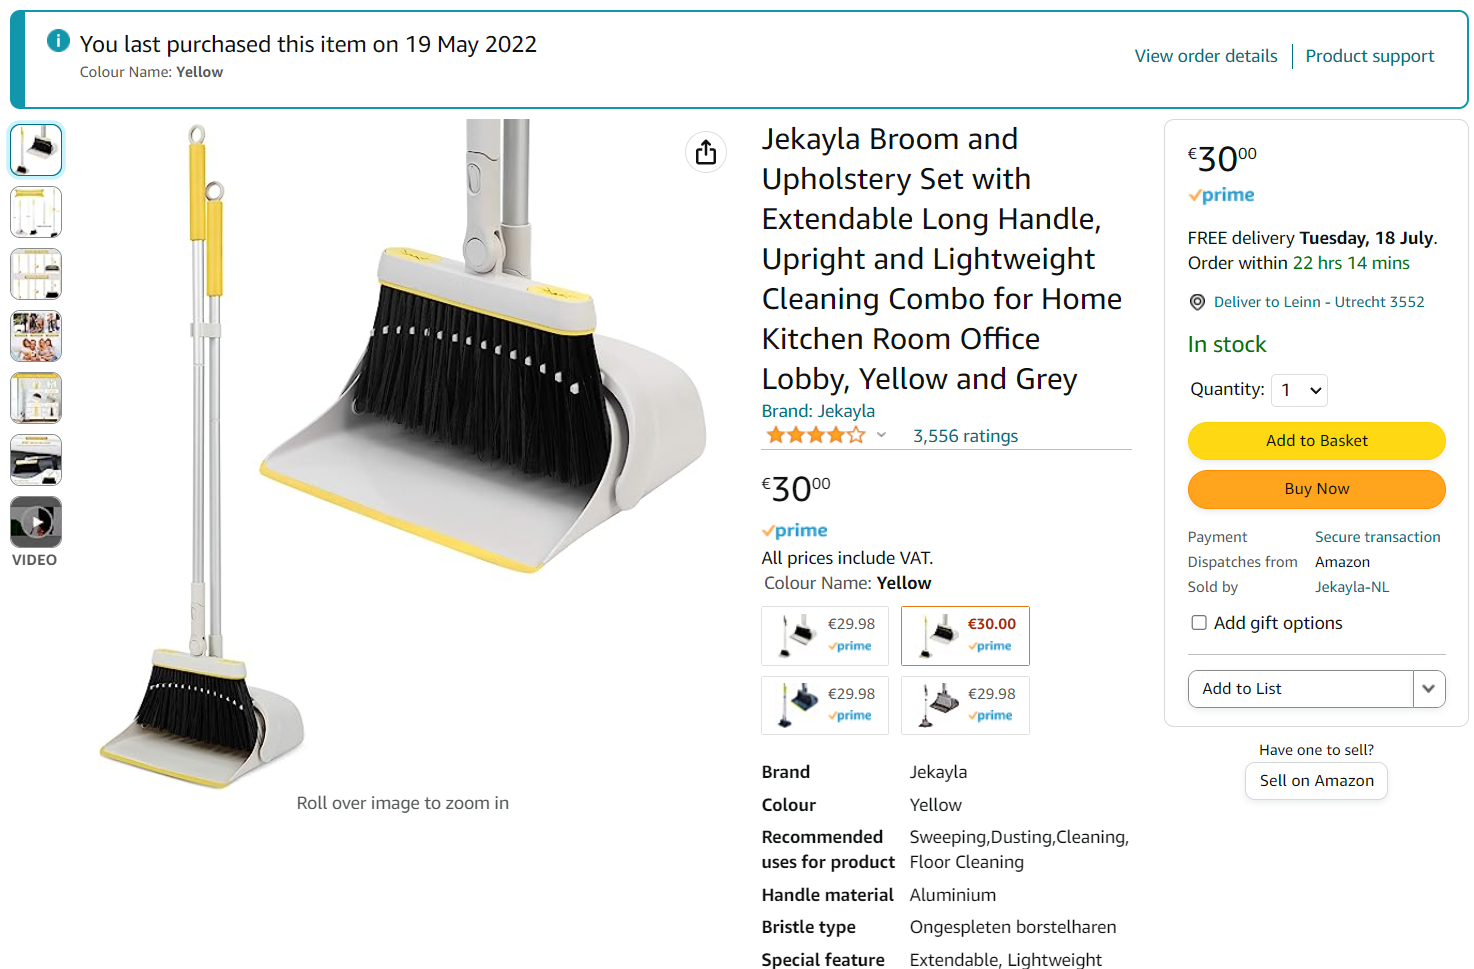 You last purchased this item on 19 May 2022
Colour Name: Yellow
View order details
Product support
VIDEO
Roll over image to zoom in
Jekayla Broom and
Upholstery Set with
Extendable Long Handle,
Upright and Lightweight
Cleaning Combo for Home
Kitchen Room Office
Lobby, Yellow and Grey
Brand: Jekayla
3,556 ratings
€3000
prime
All prices include VAT.
Colour Name: Yellow
€29.98
prime
€30.00
prime
€29.98
prime
€29.98
prime
Brand Jekayla
Colour Yellow
Recommended Sweeping,Dusting,Cleaning,
uses for product Floor Cleaning
Handle material Aluminium
Bristle type Ongespleten borstelharen
Special feature Extendable, Lightweight
€3000
prime
FREE delivery Tuesday, 18 July.
Order within 22 hrs 14 mins
Deliver to Leinn - Utrecht 3552
In stock
Quantity: 1
Add to Basket
Buy Now
Payment Secure transaction
Dispatches from Amazon
Sold by Jekayla-NL
Add gift options
Add to List
Have one to sell?
Sell on Amazon